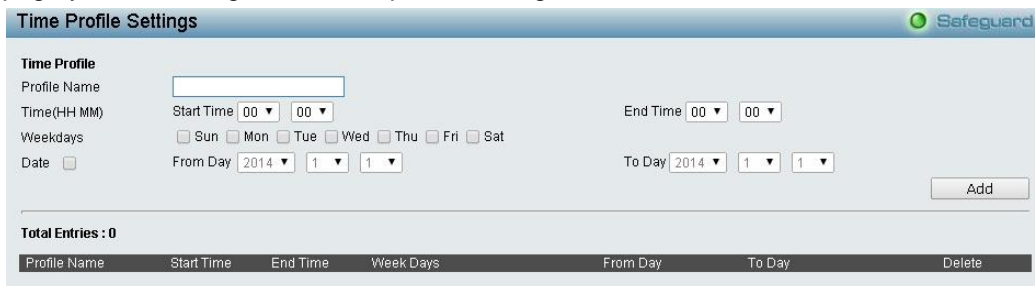 Time Profile Settings Safeguard
Time Profile
Profile Name
Time(HH MM) Start Time 00 00 End Time 00 00
Weekdays Sun Mon Tue Wed Thu Fri Sat
Date From Day 2014 1 1 To Day 2014 1 1
Add
Total Entries : 0
Profile Name Start Time End Time Week Days From Day To Day Delete